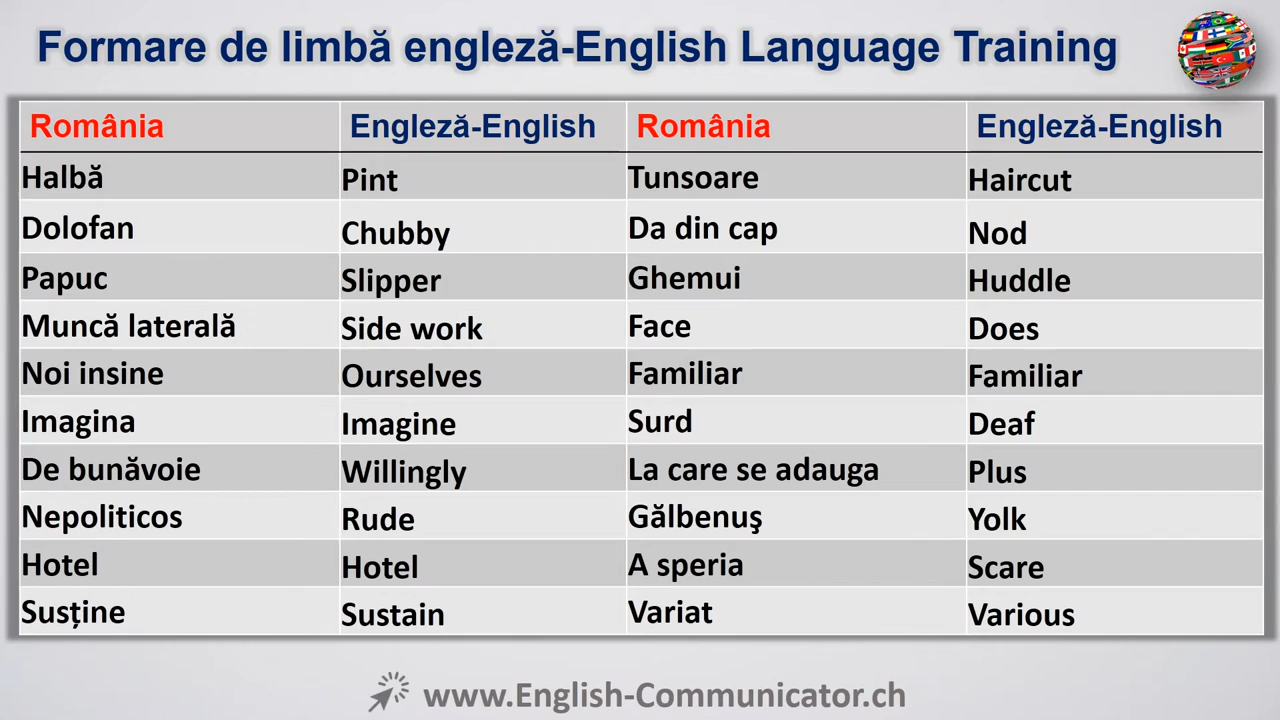 Formare de limbă engleză-English Language Training
România Engleză-English România Engleză-English
Halbă Pint Tunsoare Haircut
Dolofan Chubby Da din cap Nod
Papuc Slipper Ghemui Huddle
Muncă laterală Side work Face Does
Noi insine Ourselves Familiar Familiar
Imagina Imagine Surd Deaf
De bunăvoie Willingly La care se adauga Plus
Nepoliticos Rude Gălbenuş Yolk
Hotel Hotel A speria Scare
Susține Sustain Variat Various
www.English-Communicator.ch